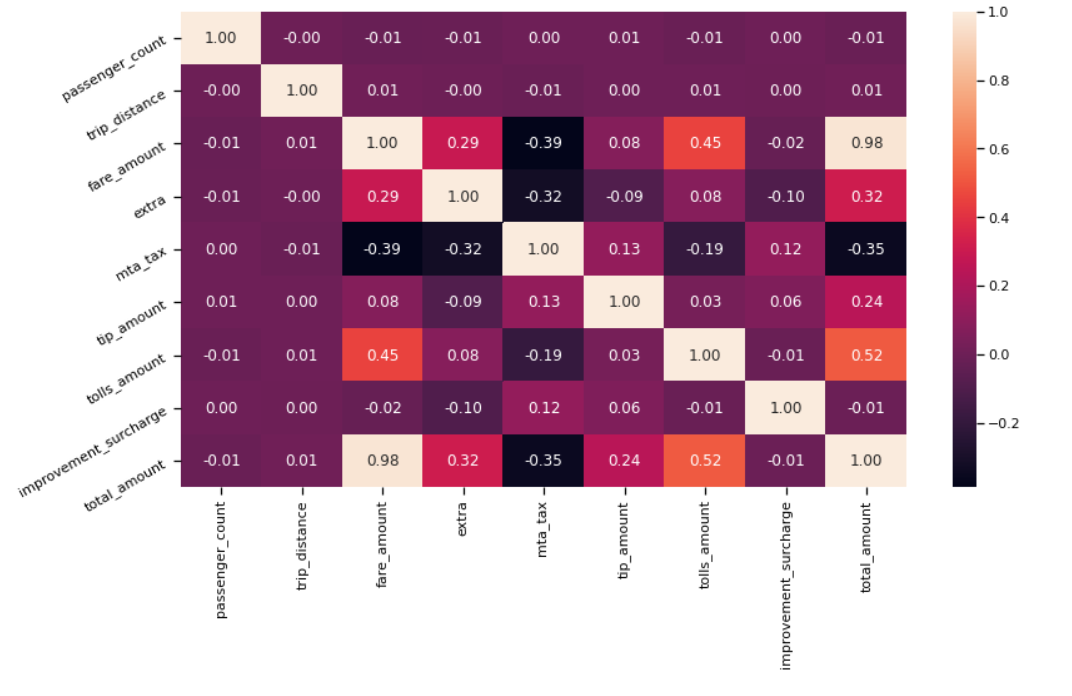 passenger_count 1.00 -0.00 -0.01 -0.01 0.00 0.01 -0.01 0.00 -0.01
trip_distance -0.00 1.00 0.01 -0.00 -0.01 0.00 0.01 0.00 0.01
fare_amount -0.01 0.01 1.00 0.29 -0.39 0.08 0.45 -0.02 0.98
extra -0.01 -0.00 0.29 1.00 -0.32 -0.09 0.08 -0.10 0.32
mta_tax 0.00 -0.01 -0.39 -0.32 1.00 0.13 -0.19 0.12 -0.35
tip_amount 0.01 0.00 0.08 -0.09 0.13 1.00 0.03 0.06 0.24
tolls_amount -0.01 0.01 0.45 0.08 -0.19 0.03 1.00 -0.01 0.52
improvement_surcharge 0.00 0.00 -0.02 -0.10 0.12 0.06 -0.01 1.00 -0.01
total_amount -0.01 0.01 0.98 0.32 -0.35 0.24 0.52 -0.01 1.00
passenger_count
trip_distance
fare_amount
extra
mta_tax
tip_amount
tolls_amount
improvement_surcharge
total_amount
1.0
0.8
0.6
0.4
0.2
0.0
−0.2